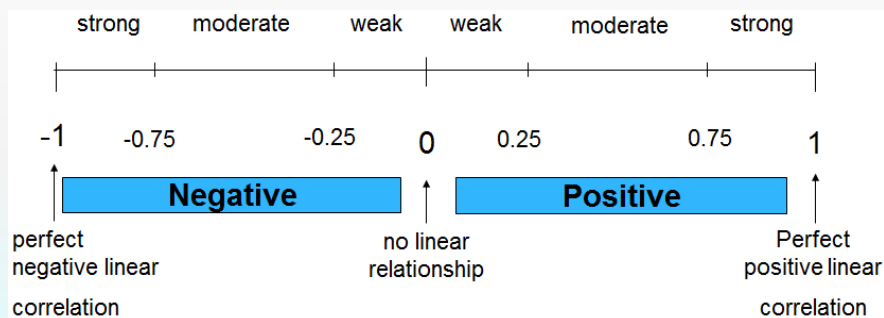 strong moderate weak weak moderate strong
-1 -0.75 -0.25 0 0.25 0.75 1
Negative Positive
perfect no linear Perfect
negative linear relationship positive linear
correlation correlation